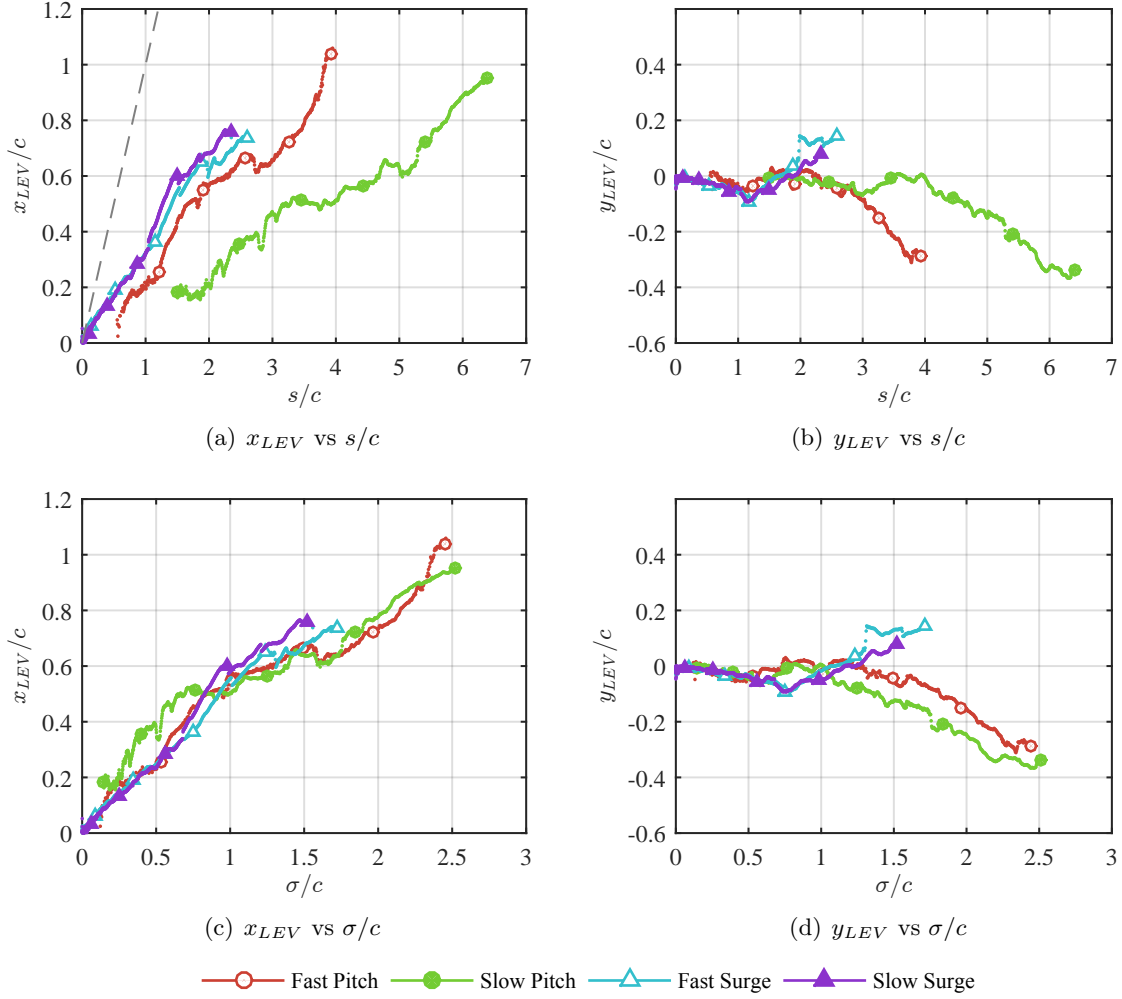 1.2
1
0.8
0.6
0.4
0.2
0
x_{LEV}/c
0 1 2 3 4 5 6 7
s/c
(a) x_{LEV} vs s/c
0.4
0.2
0
-0.2
-0.4
-0.6
y_{LEV}/c
0 1 2 3 4 5 6 7
s/c
(b) y_{LEV} vs s/c
1.2
1
0.8
0.6
0.4
0.2
0
x_{LEV}/c
0 0.5 1 1.5 2 2.5 3
σ/c
(c) x_{LEV} vs σ/c
0.4
0.2
0
-0.2
-0.4
-0.6
y_{LEV}/c
0 0.5 1 1.5 2 2.5 3
σ/c
(d) y_{LEV} vs σ/c
Fast Pitch Slow Pitch Fast Surge Slow Surge